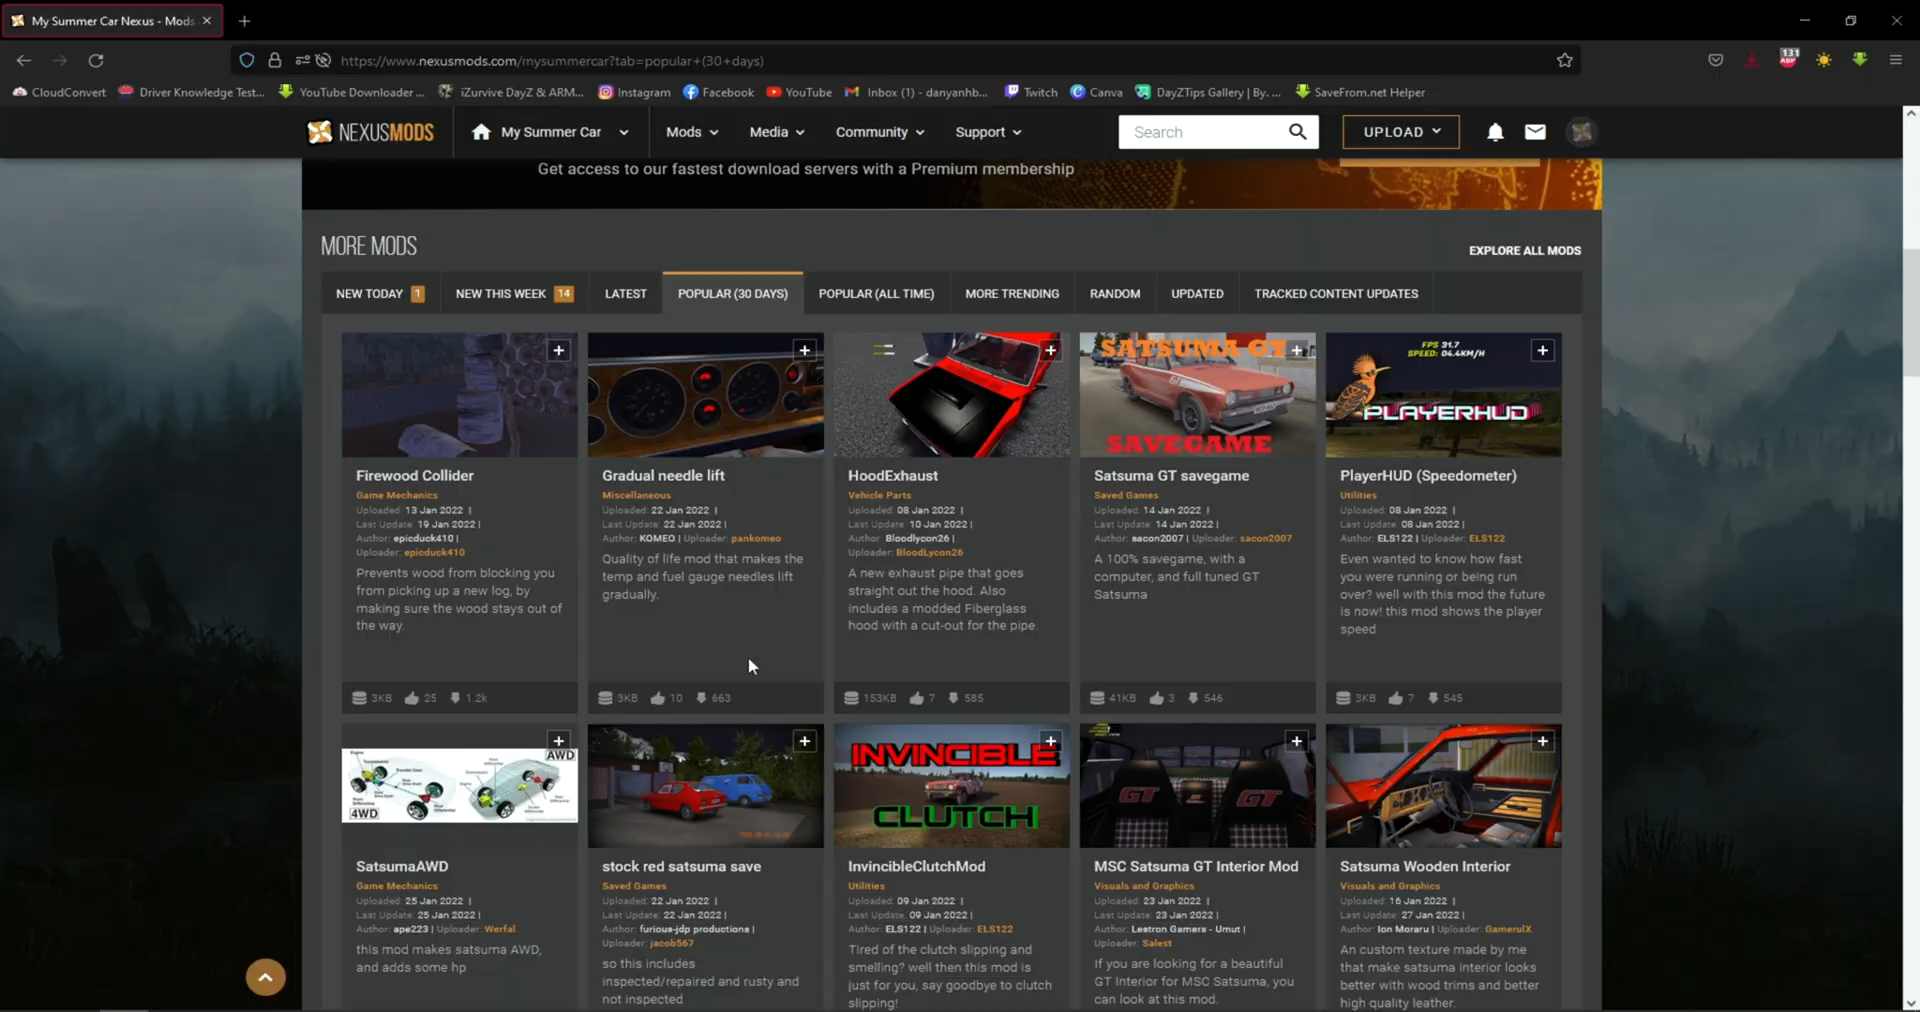 My Summer Car Nexus - Mods
https://www.nexusmods.com/mysummercar?tab=popular+(30+days)
131
ABP
CloudConvert
Driver Knowledge Test...
YouTube Downloader ...
iZurvive DayZ & ARM...
Instagram
Facebook
YouTube
Inbox (1) - danyanhb...
Twitch
Canva
DayZTips Gallery | By. ...
SaveFrom.net Helper
NEXUSMODS
My Summer Car
Mods
Media
Community
Support
Search
UPLOAD
Get access to our fastest download servers with a Premium membership
MORE MODS
EXPLORE ALL MODS
NEW TODAY 1
NEW THIS WEEK 14
LATEST
POPULAR (30 DAYS)
POPULAR (ALL TIME)
MORE TRENDING
RANDOM
UPDATED
TRACKED CONTENT UPDATES
Firewood Collider
Game Mechanics
Uploaded: 13 Jan 2022 |
Last Update: 19 Jan 2022 |
Author: epicduck410 |
Uploader: epicduck410
Prevents wood from blocking you
from picking up a new log, by
making sure the wood stays out of
the way.
3KB 25 1.2k
Gradual needle lift
Miscellaneous
Uploaded: 22 Jan 2022 |
Last Update: 22 Jan 2022 |
Author: KOMEO | Uploader: pankomeo
Quality of life mod that makes the
temp and fuel gauge needles lift
gradually.
3KB 10 663
HoodExhaust
Vehicle Parts
Uploaded: 08 Jan 2022 |
Last Update: 10 Jan 2022 |
Author: Bloodlycon26 |
Uploader: BloodLycon26
A new exhaust pipe that goes
straight out the hood. Also
includes a modded Fiberglass
hood with a cut-out for the pipe.
153KB 7 585
SATSUMA GT
SAVEGAME
Satsuma GT savegame
Saved Games
Uploaded: 14 Jan 2022 |
Last Update: 14 Jan 2022 |
Author: sacon2007 | Uploader: sacon2007
A 100% savegame, with a
computer, and full tuned GT
Satsuma
41KB 3 546
FPS 31.7
SPEED: 04.4KM/H
PLAYERHUD
PlayerHUD (Speedometer)
Utilities
Uploaded: 08 Jan 2022 |
Last Update: 08 Jan 2022 |
Author: ELS122 | Uploader: ELS122
Even wanted to know how fast
you were running or being run
over? well with this mod the future
is now! this mod shows the player
speed
3KB 7 545
AWD
4WD
SatsumaAWD
Game Mechanics
Uploaded: 25 Jan 2022 |
Last Update: 25 Jan 2022 |
Author: ape223 | Uploader: Werfal
this mod makes satsuma AWD,
and adds some hp
stock red satsuma save
Saved Games
Uploaded: 22 Jan 2022 |
Last Update: 22 Jan 2022 |
Author: furious-jdp productions |
Uploader: jacob567
so this includes
inspected/repaired and rusty and
not inspected
INVINCIBLE
CLUTCH
InvincibleClutchMod
Utilities
Uploaded: 09 Jan 2022 |
Last Update: 09 Jan 2022 |
Author: ELS122 | Uploader: ELS122
Tired of the clutch slipping and
smelling? well then this mod is
just for you, say goodbye to clutch
slipping!
GT
GT
MSC Satsuma GT Interior Mod
Visuals and Graphics
Uploaded: 23 Jan 2022 |
Last Update: 23 Jan 2022 |
Author: Lestron Gamers - Umut |
Uploader: Salest
If you are looking for a beautiful
GT Interior for MSC Satsuma, you
can look at this mod.
Satsuma Wooden Interior
Visuals and Graphics
Uploaded: 16 Jan 2022 |
Last Update: 27 Jan 2022 |
Author: Ion Moraru | Uploader: GamerulX
An custom texture made by me
that make satsuma interior looks
better with wood trims and better
high quality leather.